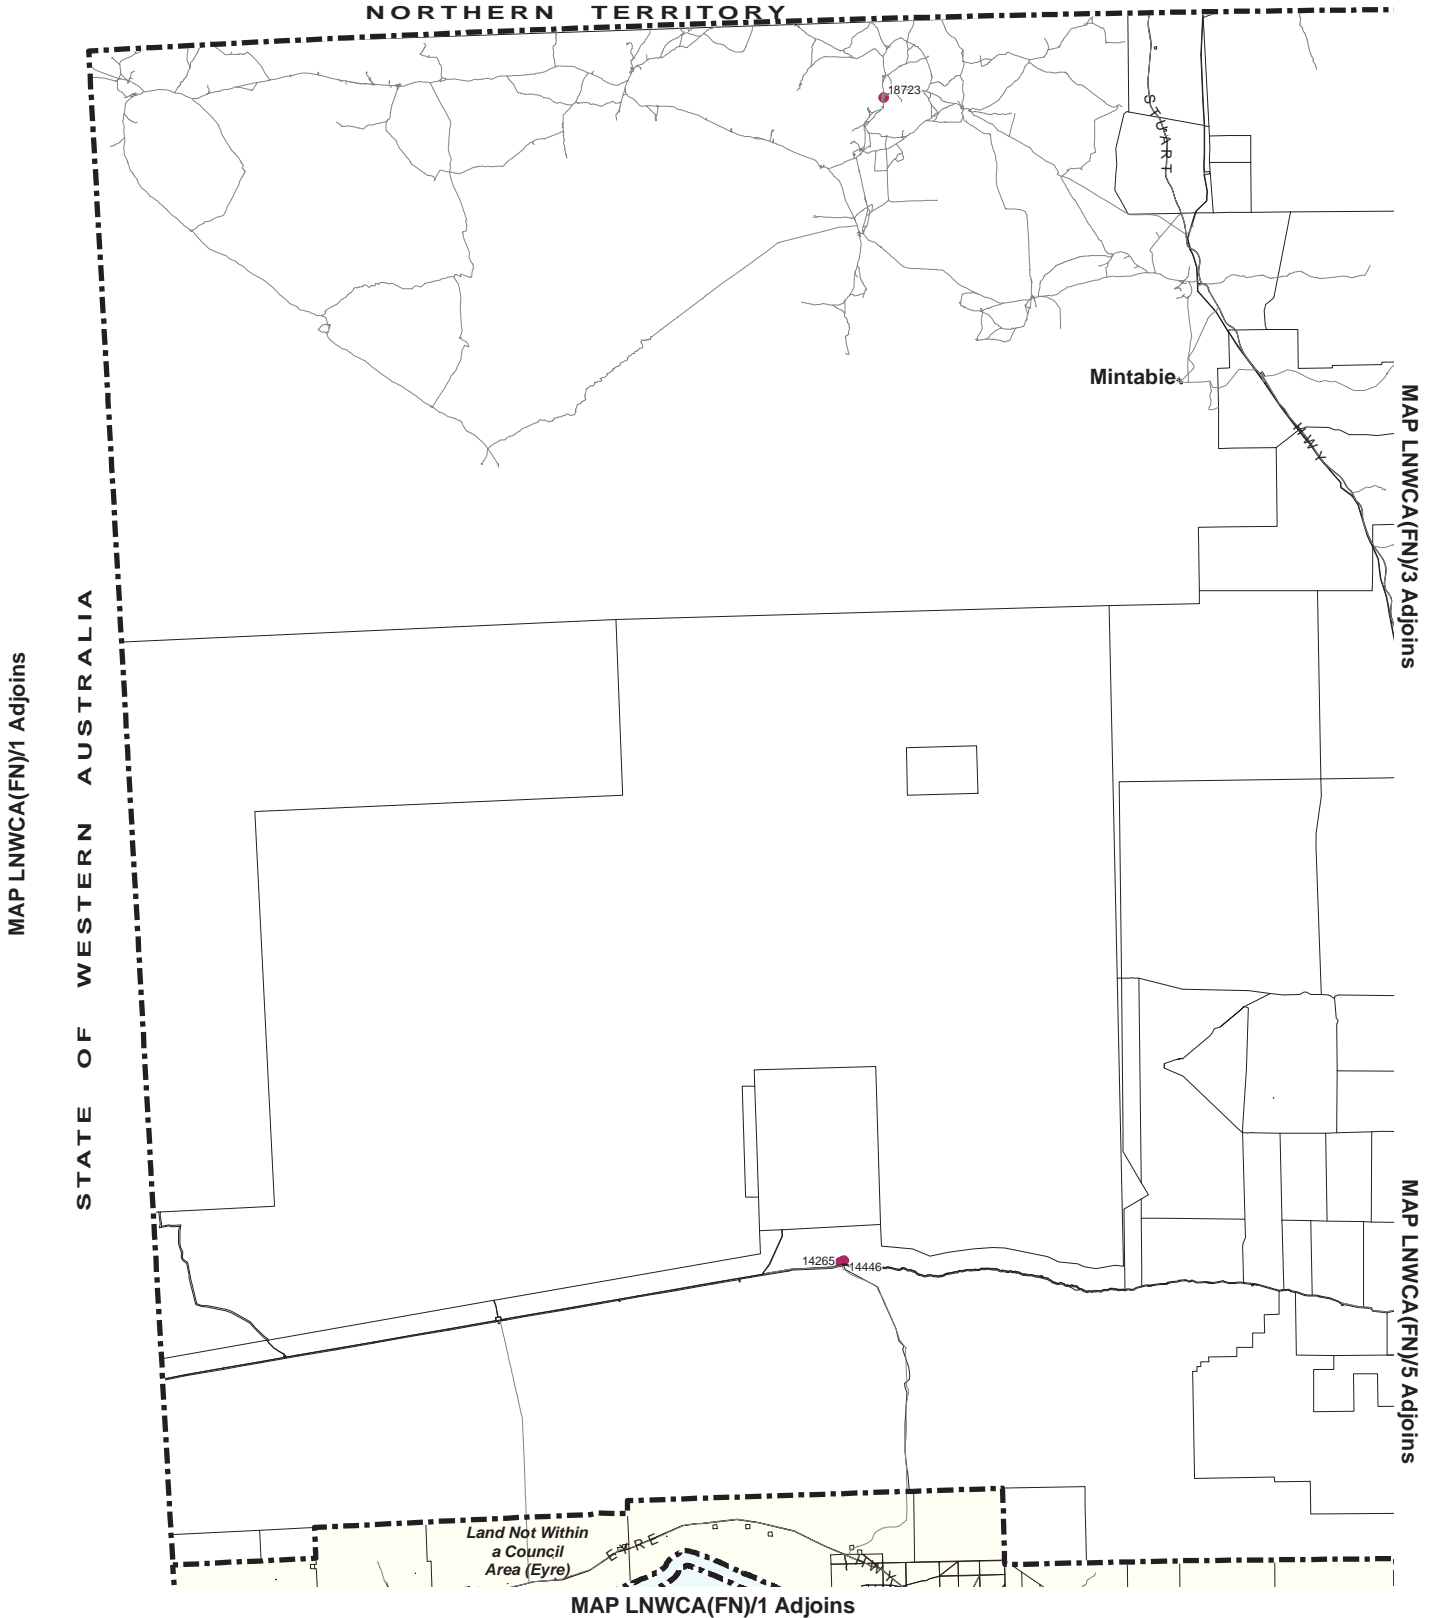 NORTHERN TERRITORY
18723
STUART
Mintabie
HWY
MAP LNWCA(FN)/3 Adjoins
MAP LNWCA(FN)/1 Adjoins
STATE OF WESTERN AUSTRALIA
14265
14446
MAP LNWCA(FN)/5 Adjoins
Land Not Within
a Council
Area (Eyre)
EYRE
HWY
MAP LNWCA(FN)/1 Adjoins